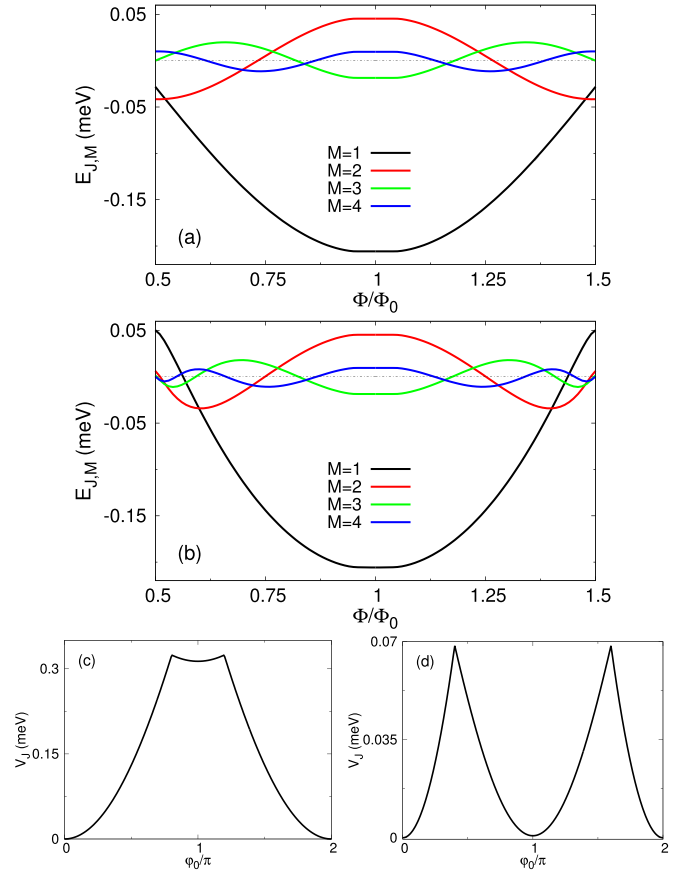 0.05
-0.05
-0.15
E_{J,M} (meV)
M=1
M=2
M=3
M=4
(a)
0.5 0.75 1 1.25 1.5
Φ/Φ_0
0.05
-0.05
-0.15
E_{J,M} (meV)
M=1
M=2
M=3
M=4
(b)
0.5 0.75 1 1.25 1.5
Φ/Φ_0
0.3
0.15
0
V_J (meV)
(c)
0 1 2
φ_0/π
0.07
0.035
0
V_J (meV)
(d)
0 1 2
φ_0/π